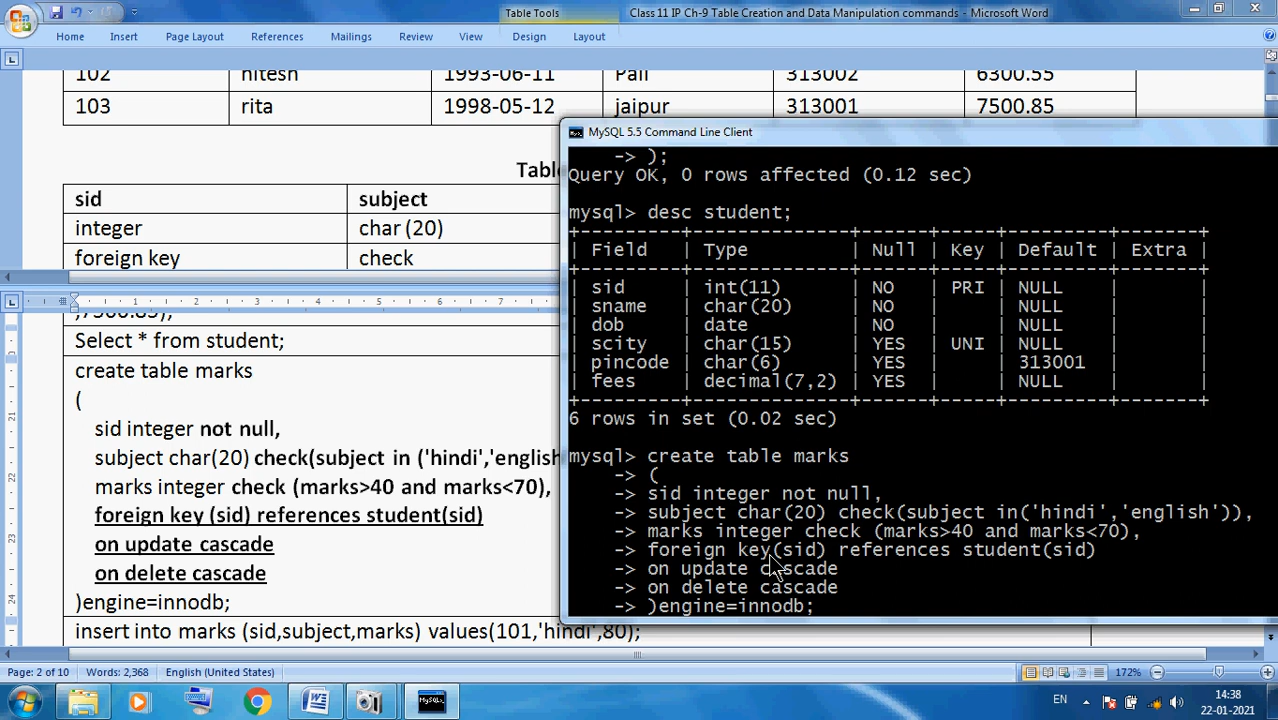 Table Tools
Class 11 IP Ch-9 Table Creation and Data Manipulation commands - Microsoft Word
Home Insert Page Layout References Mailings Review View Design Layout
102 nitesh 1993-06-11 Pali 313002 6300.55
103 rita 1998-05-12 jaipur 313001 7500.85
Table
sid subject
integer char (20)
foreign key check
1 2 3 4 5 6 7
,7500.85);
Select * from student;
create table marks
(
sid integer not null,
subject char(20) check(subject in ('hindi','english
marks integer check (marks>40 and marks<70),
foreign key (sid) references student(sid)
on update cascade
on delete cascade
)engine=innodb;
insert into marks (sid,subject,marks) values(101,'hindi',80);
MySQL 5.5 Command Line Client
-> );
Query OK, 0 rows affected (0.12 sec)
mysql> desc student;
+----------+--------------+------+-----+---------+-------+
| Field | Type | Null | Key | Default | Extra |
+----------+--------------+------+-----+---------+-------+
| sid | int(11) | NO | PRI | NULL | |
| sname | char(20) | NO | | NULL | |
| dob | date | NO | | NULL | |
| scity | char(15) | YES | UNI | NULL | |
| pincode | char(6) | YES | | 313001 | |
| fees | decimal(7,2) | YES | | NULL | |
+----------+--------------+------+-----+---------+-------+
6 rows in set (0.02 sec)
mysql> create table marks
-> (
-> sid integer not null,
-> subject char(20) check(subject in('hindi','english')),
-> marks integer check (marks>40 and marks<70),
-> foreign key(sid) references student(sid)
-> on update cascade
-> on delete cascade
-> )engine=innodb;
Page: 2 of 10 Words: 2,368 English (United States) 172%
EN 14:38
22-01-2021